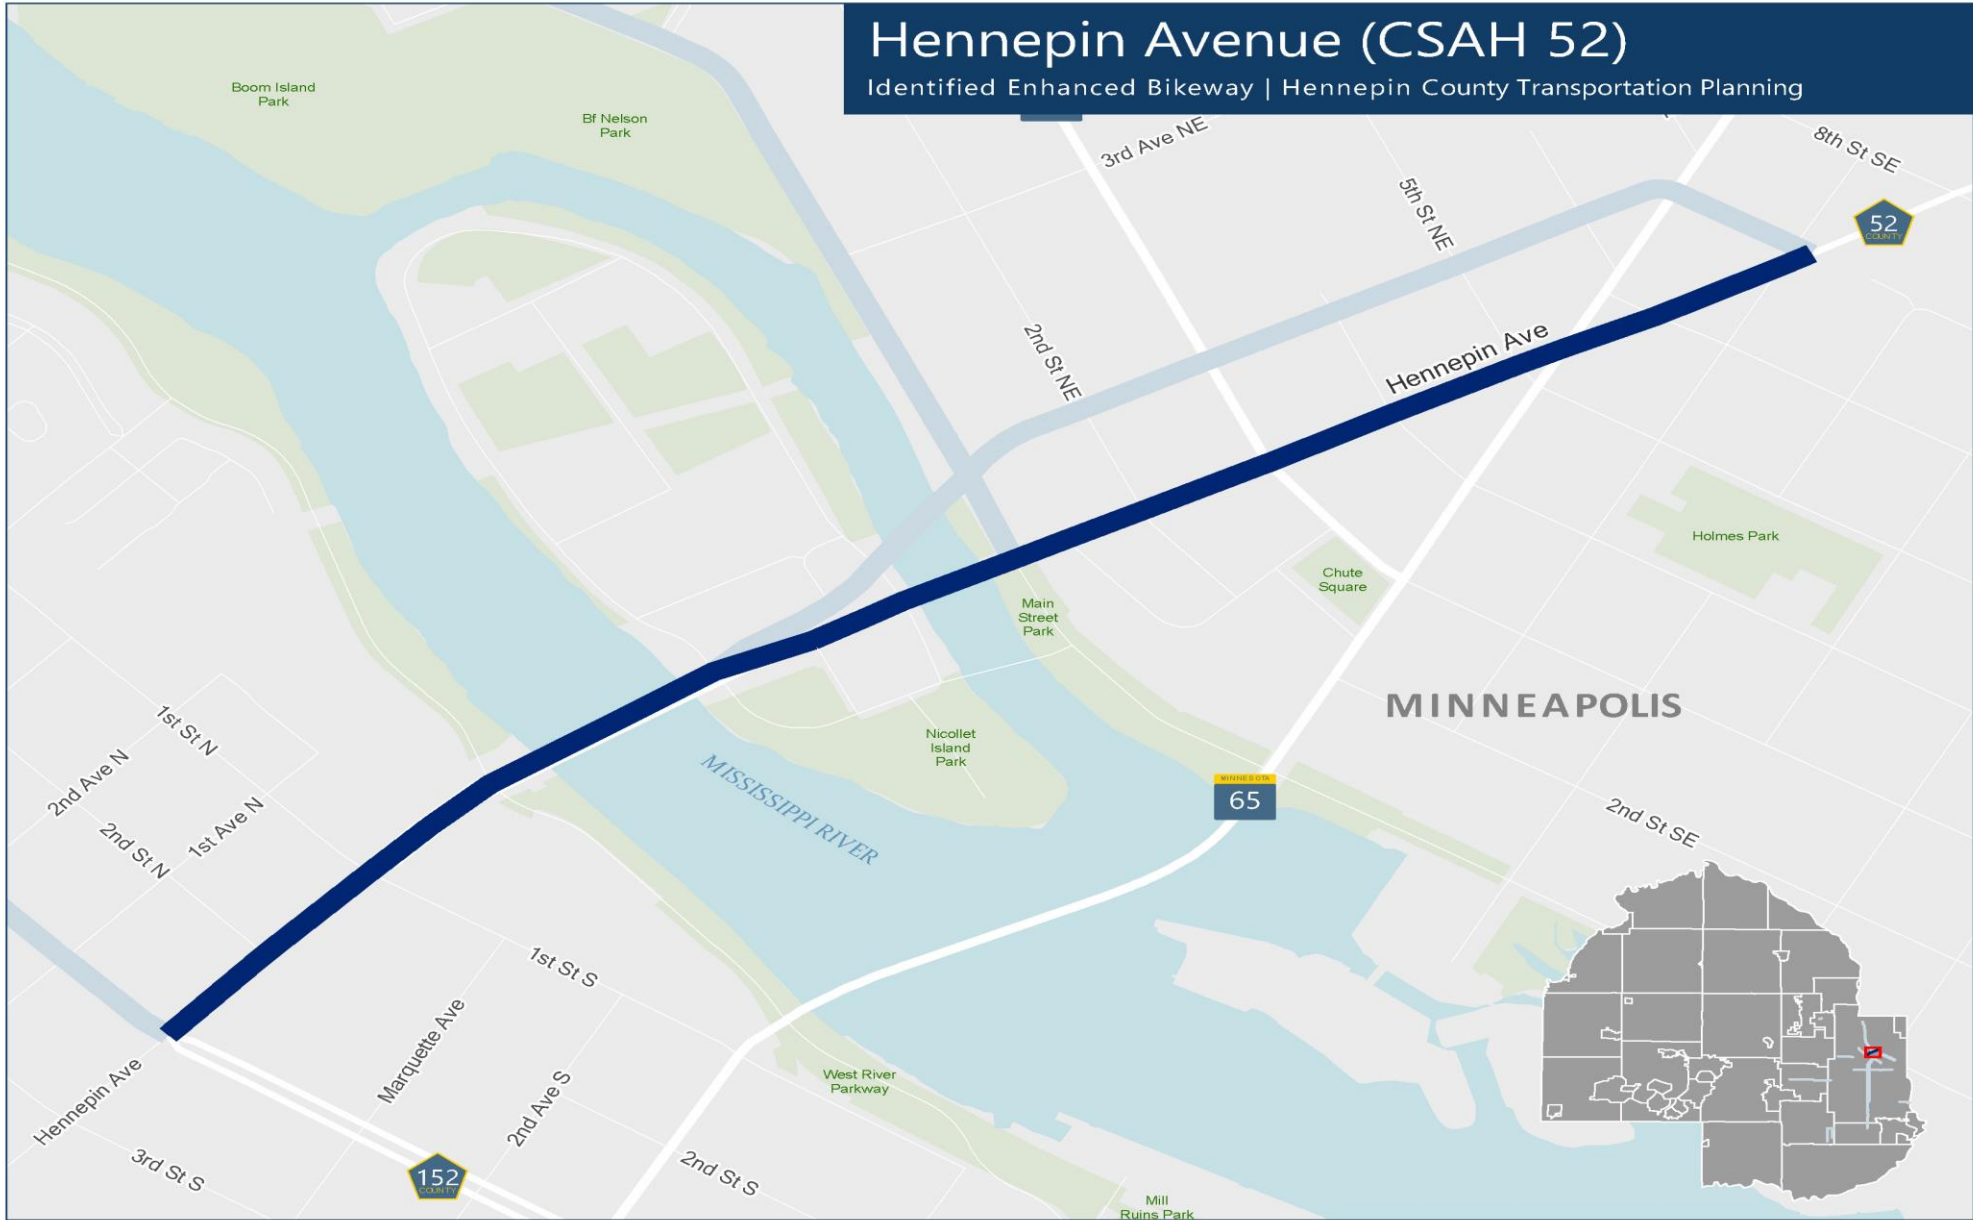 Hennepin Avenue (CSAH 52)
Identified Enhanced Bikeway | Hennepin County Transportation Planning
Boom Island
Park
Bf Nelson
Park
3rd Ave NE
8th St SE
5th St NE
52
COUNTY
2nd St NE
Hennepin Ave
Holmes Park
Chute
Square
Main
Street
Park
MINNEAPOLIS
1st St N
2nd Ave N
Nicollet
Island
Park
MISSISSIPPI RIVER
MINNESOTA
65
2nd St N
1st Ave N
2nd St SE
1st St S
Marquette Ave
West River
Parkway
Hennepin Ave
2nd Ave S
3rd St S
152
COUNTY
2nd St S
Mill
Ruins Park